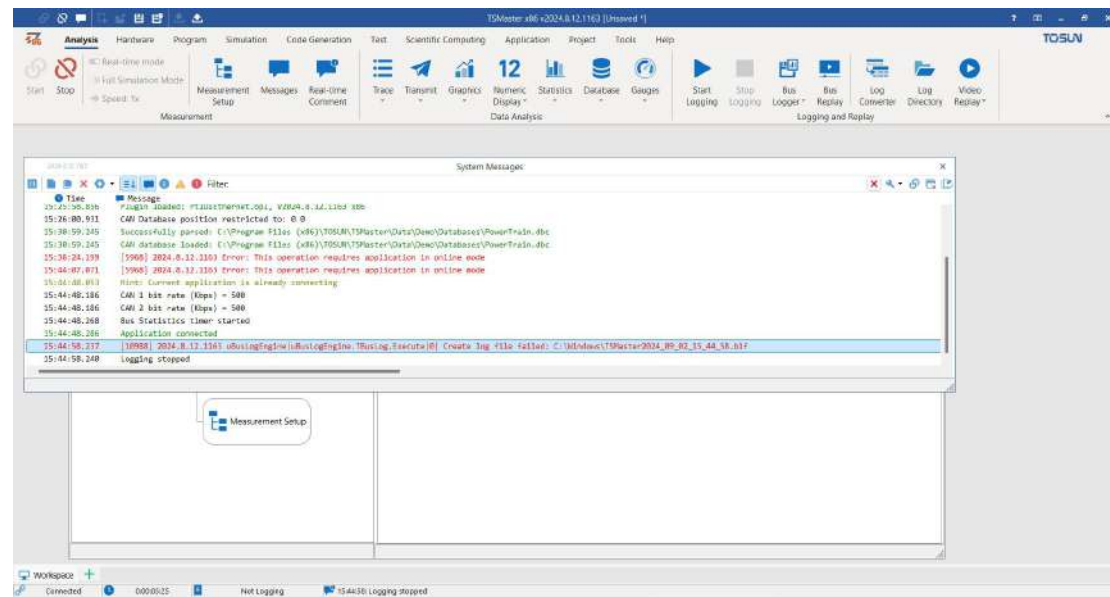 TSMaster x86 v2024.8.12.1163 [Unsaved *]
Analysis Hardware Program Simulation Code Generation Test Scientific Computing Application Project Tools Help
TOSUN
Real-time mode
Full Simulation Mode
Speed: 1x
Start Stop Measurement Setup Messages Real-time Comment Trace Transmit Graphics Numeric Display Statistics Database Gauges Start Logging Stop Logging Bus Logger Bus Replay Log Converter Log Directory Video Replay
Measurement Data Analysis Logging and Replay
System Messages
Filter:
Time Message
15:26:00.931 CAN Database position restricted to: 0 0
15:30:59.245 Successfully parsed: C:\Program Files (x86)\TOSUN\TSMaster\Data\Demo\Databases\PowerTrain.dbc
15:30:59.245 CAN database loaded: C:\Program Files (x86)\TOSUN\TSMaster\Data\Demo\Databases\PowerTrain.dbc
[5968] 2024.8.12.1163 Error: This operation requires application in online mode
15:44:07.071 [5968] 2024.8.12.1163 Error: This operation requires application in online mode
Hint: Current application is already connecting
15:44:48.186 CAN 1 bit rate (Kbps) = 500
15:44:48.186 CAN 2 bit rate (Kbps) = 500
15:44:48.268 Bus Statistics timer started
15:44:48.286 Application connected
15:44:58.237 [10988] 2024.8.12.1163 uBusLogEngine|uBusLogEngine.TBusLog.Execute|0| Create log file failed: C:\Windows\TSMaster2024_09_02_15_44_58.blf
15:44:58.240 Logging stopped
Measurement Setup
Workspace
Connected 0:00:05:25 Not Logging 15:44:58: Logging stopped